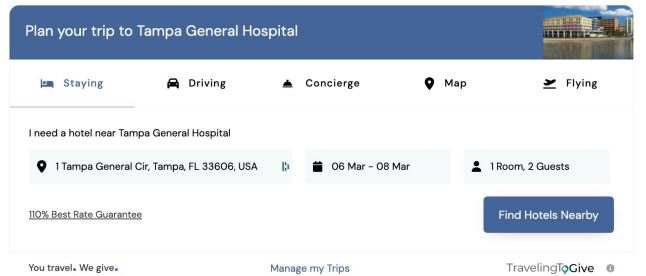 Plan your trip to Tampa General Hospital
Staying Driving Concierge Map Flying
I need a hotel near Tampa General Hospital
1 Tampa General Cir, Tampa, FL 33606, USA 06 Mar - 08 Mar 1 Room, 2 Guests
110% Best Rate Guarantee Find Hotels Nearby
You travel. We give. Manage my Trips TravelingToGive